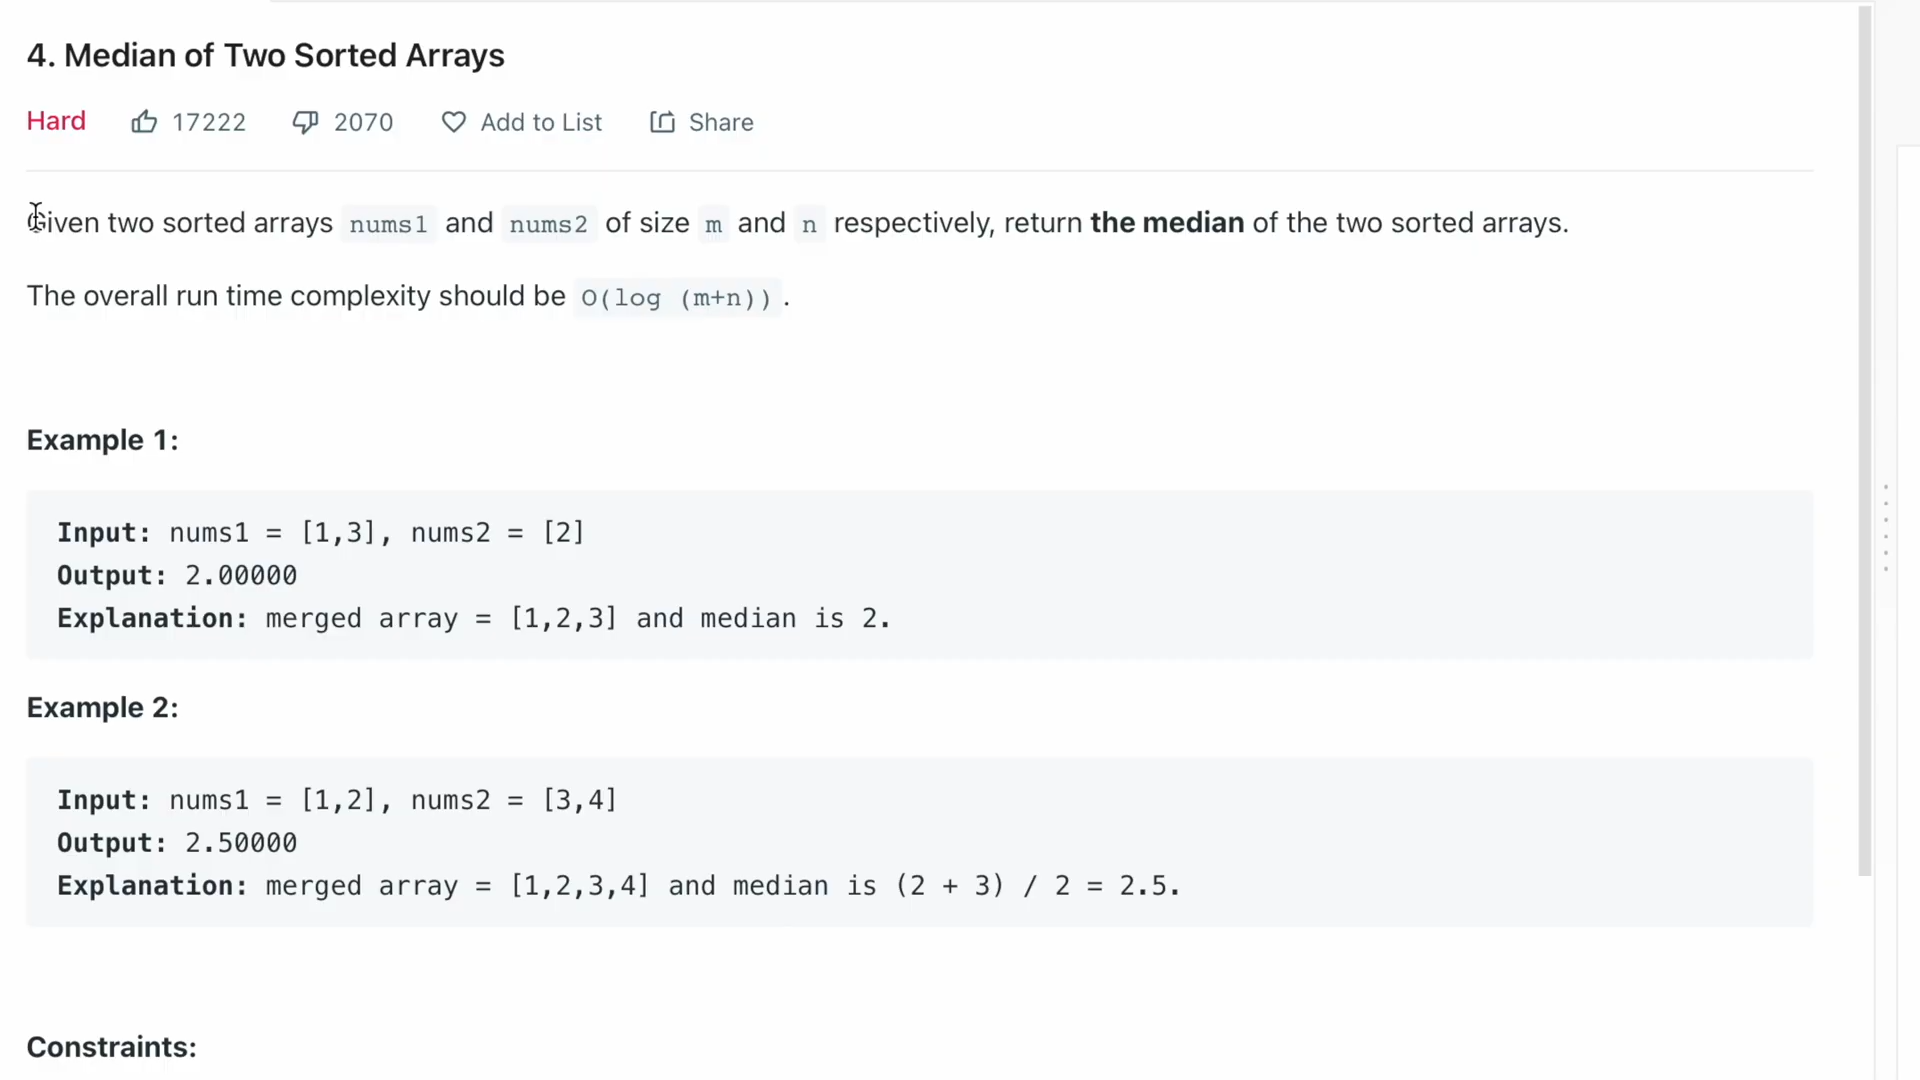 4. Median of Two Sorted Arrays
Hard 17222 2070 Add to List Share
Given two sorted arrays nums1 and nums2 of size m and n respectively, return the median of the two sorted arrays.
The overall run time complexity should be O(log (m+n)).
Example 1:
Input: nums1 = [1,3], nums2 = [2]
Output: 2.00000
Explanation: merged array = [1,2,3] and median is 2.
Example 2:
Input: nums1 = [1,2], nums2 = [3,4]
Output: 2.50000
Explanation: merged array = [1,2,3,4] and median is (2 + 3) / 2 = 2.5.
Constraints: